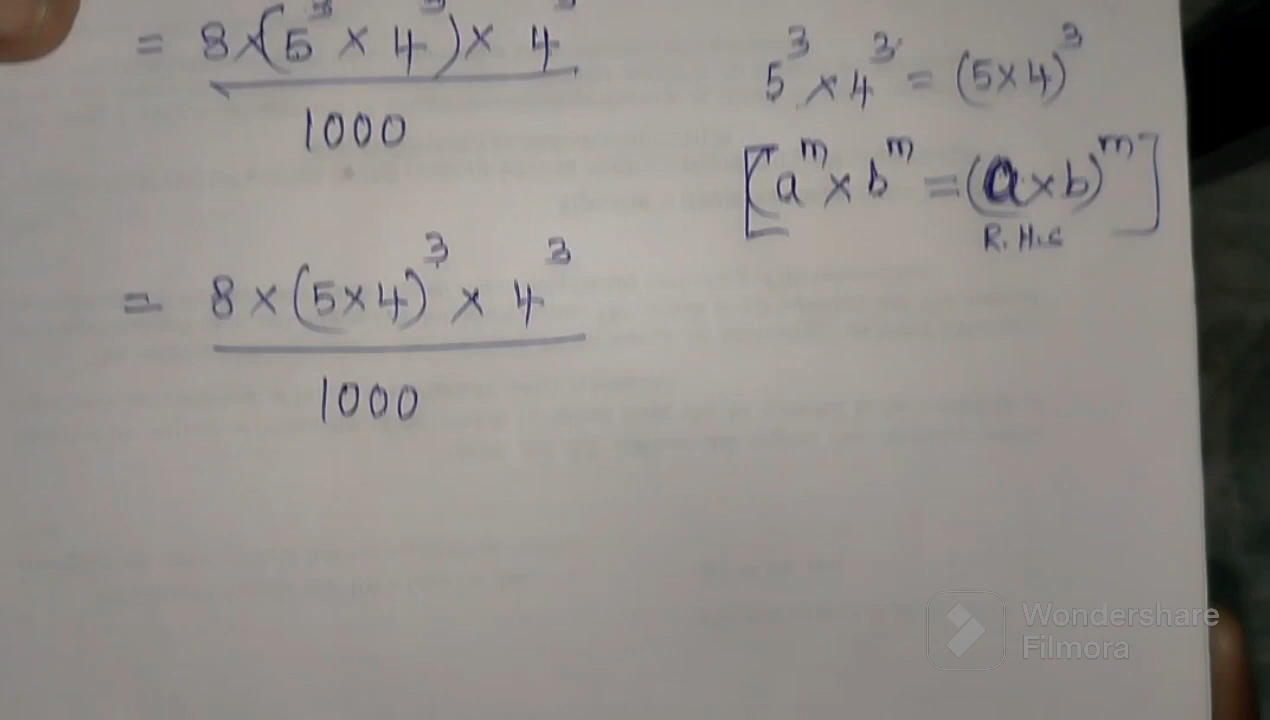 = 8×(5³ × 4³)× 4³
1000
5³ × 4³ = (5×4)³
[aᵐ × bᵐ = (a×b)ᵐ]
R.H.S
= 8 × (5×4)³ × 4³
1000
Wondershare
Filmora